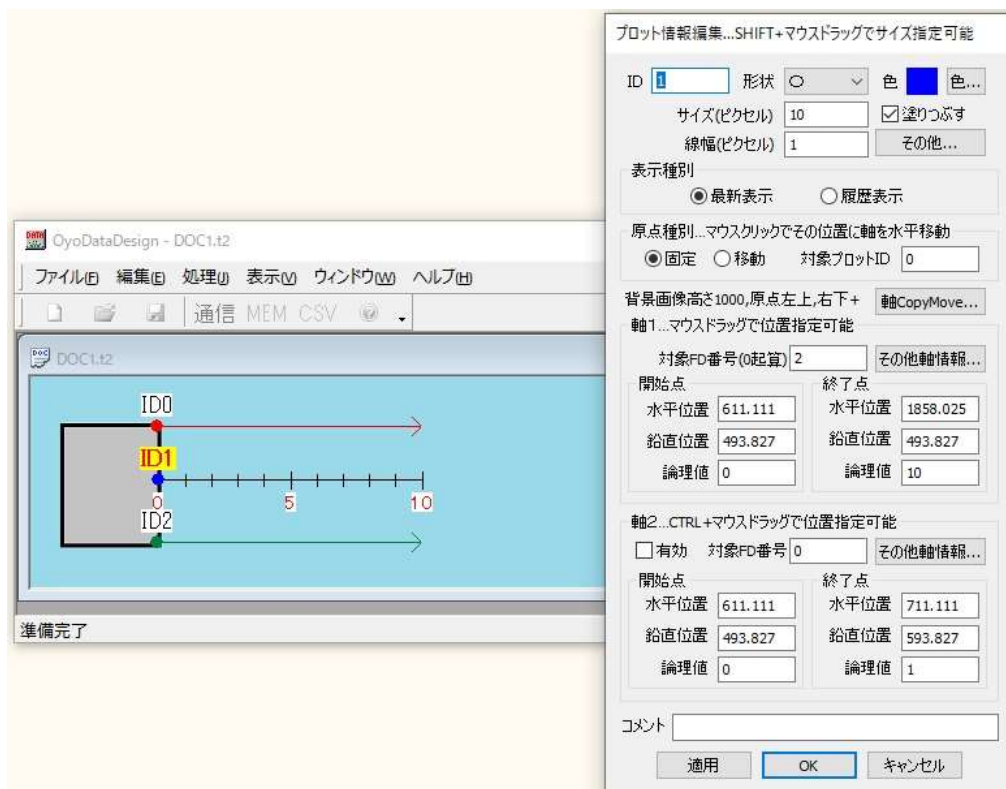 プロット情報編集...SHIFT+マウスドラッグでサイズ指定可能
ID 1 形状 ○ 色 色...
サイズ(ピクセル) 10 塗りつぶす
線幅(ピクセル) 1 その他...
表示種別
最新表示 履歴表示
原点種別...マウスクリックでその位置に軸を水平移動
固定 移動 対象プロットID 0
背景画像高さ1000,原点左上,右下+ 軸CopyMove...
軸1...マウスドラッグで位置指定可能
対象FD番号(0起算) 2 その他軸情報...
開始点 終了点
水平位置 611.111 水平位置 1858.025
鉛直位置 493.827 鉛直位置 493.827
論理値 0 論理値 10
軸2...CTRL+マウスドラッグで位置指定可能
有効 対象FD番号 0 その他軸情報...
開始点 終了点
水平位置 611.111 水平位置 711.111
鉛直位置 493.827 鉛直位置 593.827
論理値 0 論理値 1
コメント
適用 OK キャンセル
OyoDataDesign - DOC1.t2
ファイル(F) 編集(E) 処理(J) 表示(V) ウィンドウ(W) ヘルプ(H)
通信 MEM CSV
DOC DOC1.t2
ID0
ID1
0 5 10
ID2
準備完了